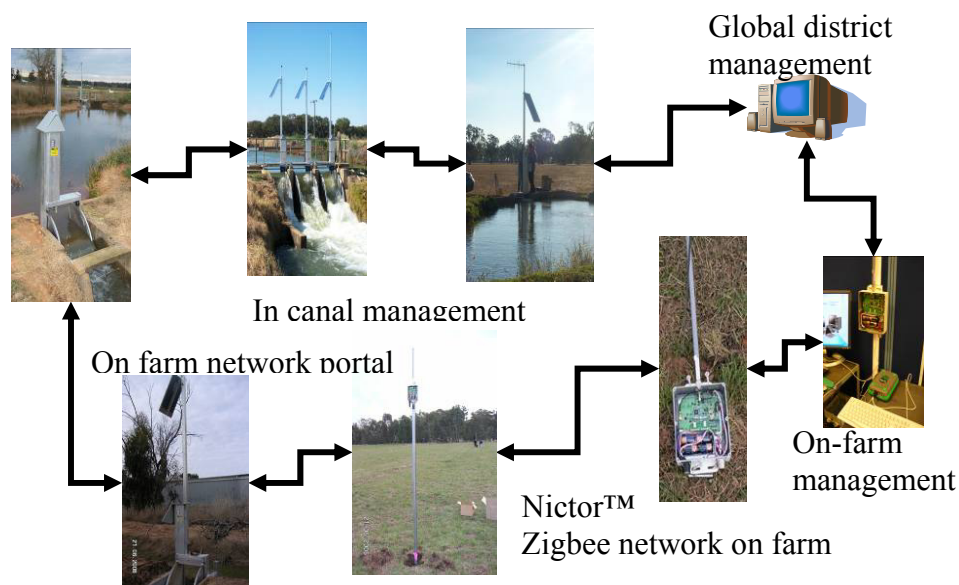 Global district
management
In canal management
On farm network portal
On-farm
management
Nictor™
Zigbee network on farm